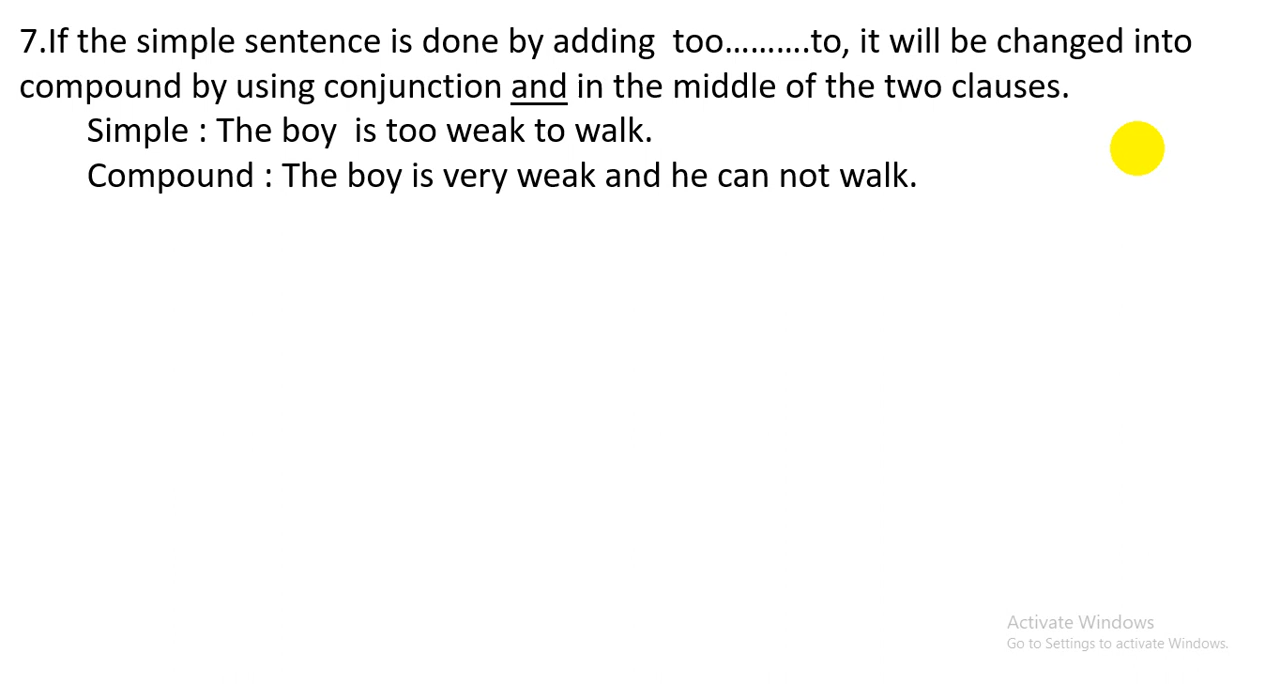 7.If the simple sentence is done by adding  too..........to, it will be changed into
compound by using conjunction and in the middle of the two clauses.
Simple : The boy  is too weak to walk.
Compound : The boy is very weak and he can not walk.
Activate Windows
Go to Settings to activate Windows.